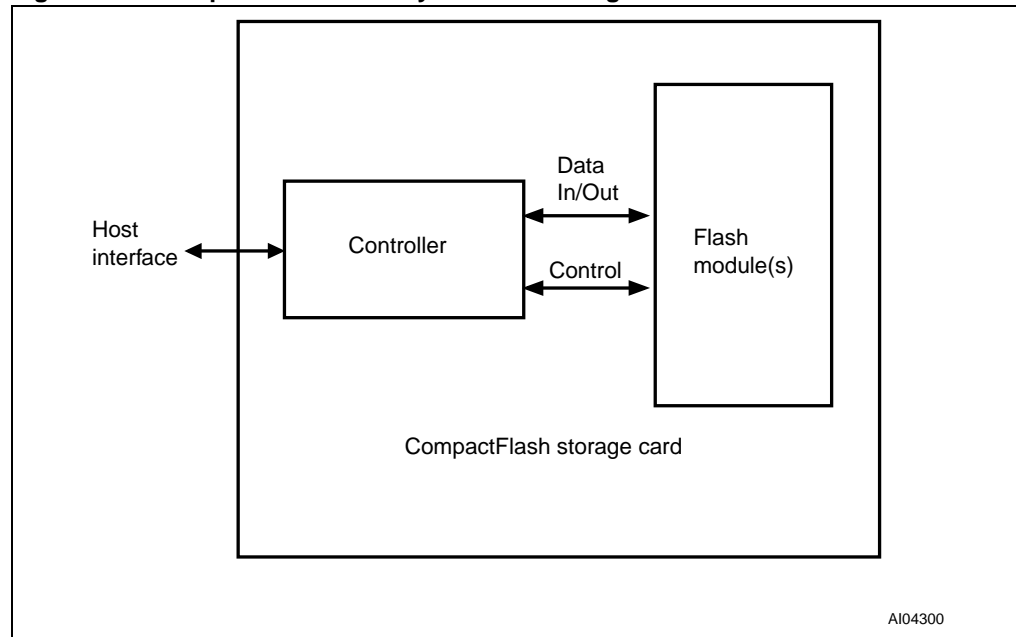 Data
In/Out
Host
interface
Controller
Flash
module(s)
Control
CompactFlash storage card
AI04300